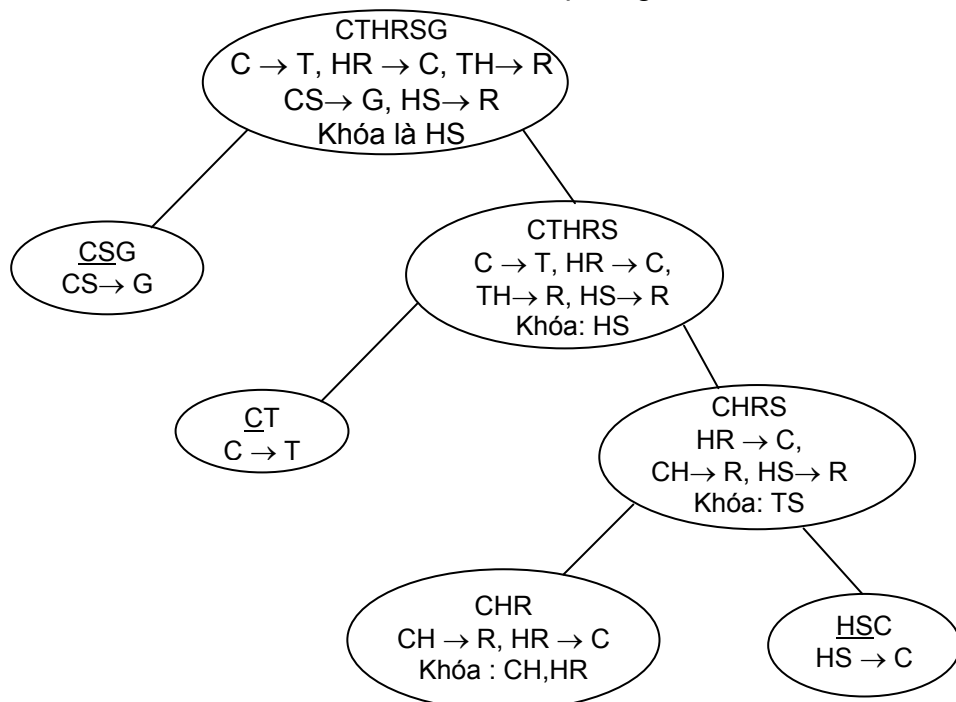 CTHRSG
C → T, HR → C, TH→ R
CS→ G, HS→ R
Khóa là HS
CSG
CS→ G
CTHRS
C → T, HR → C,
TH→ R, HS→ R
Khóa: HS
CT
C → T
CHRS
HR → C,
CH→ R, HS→ R
Khóa: TS
CHR
CH → R, HR → C
Khóa : CH,HR
HSC
HS → C